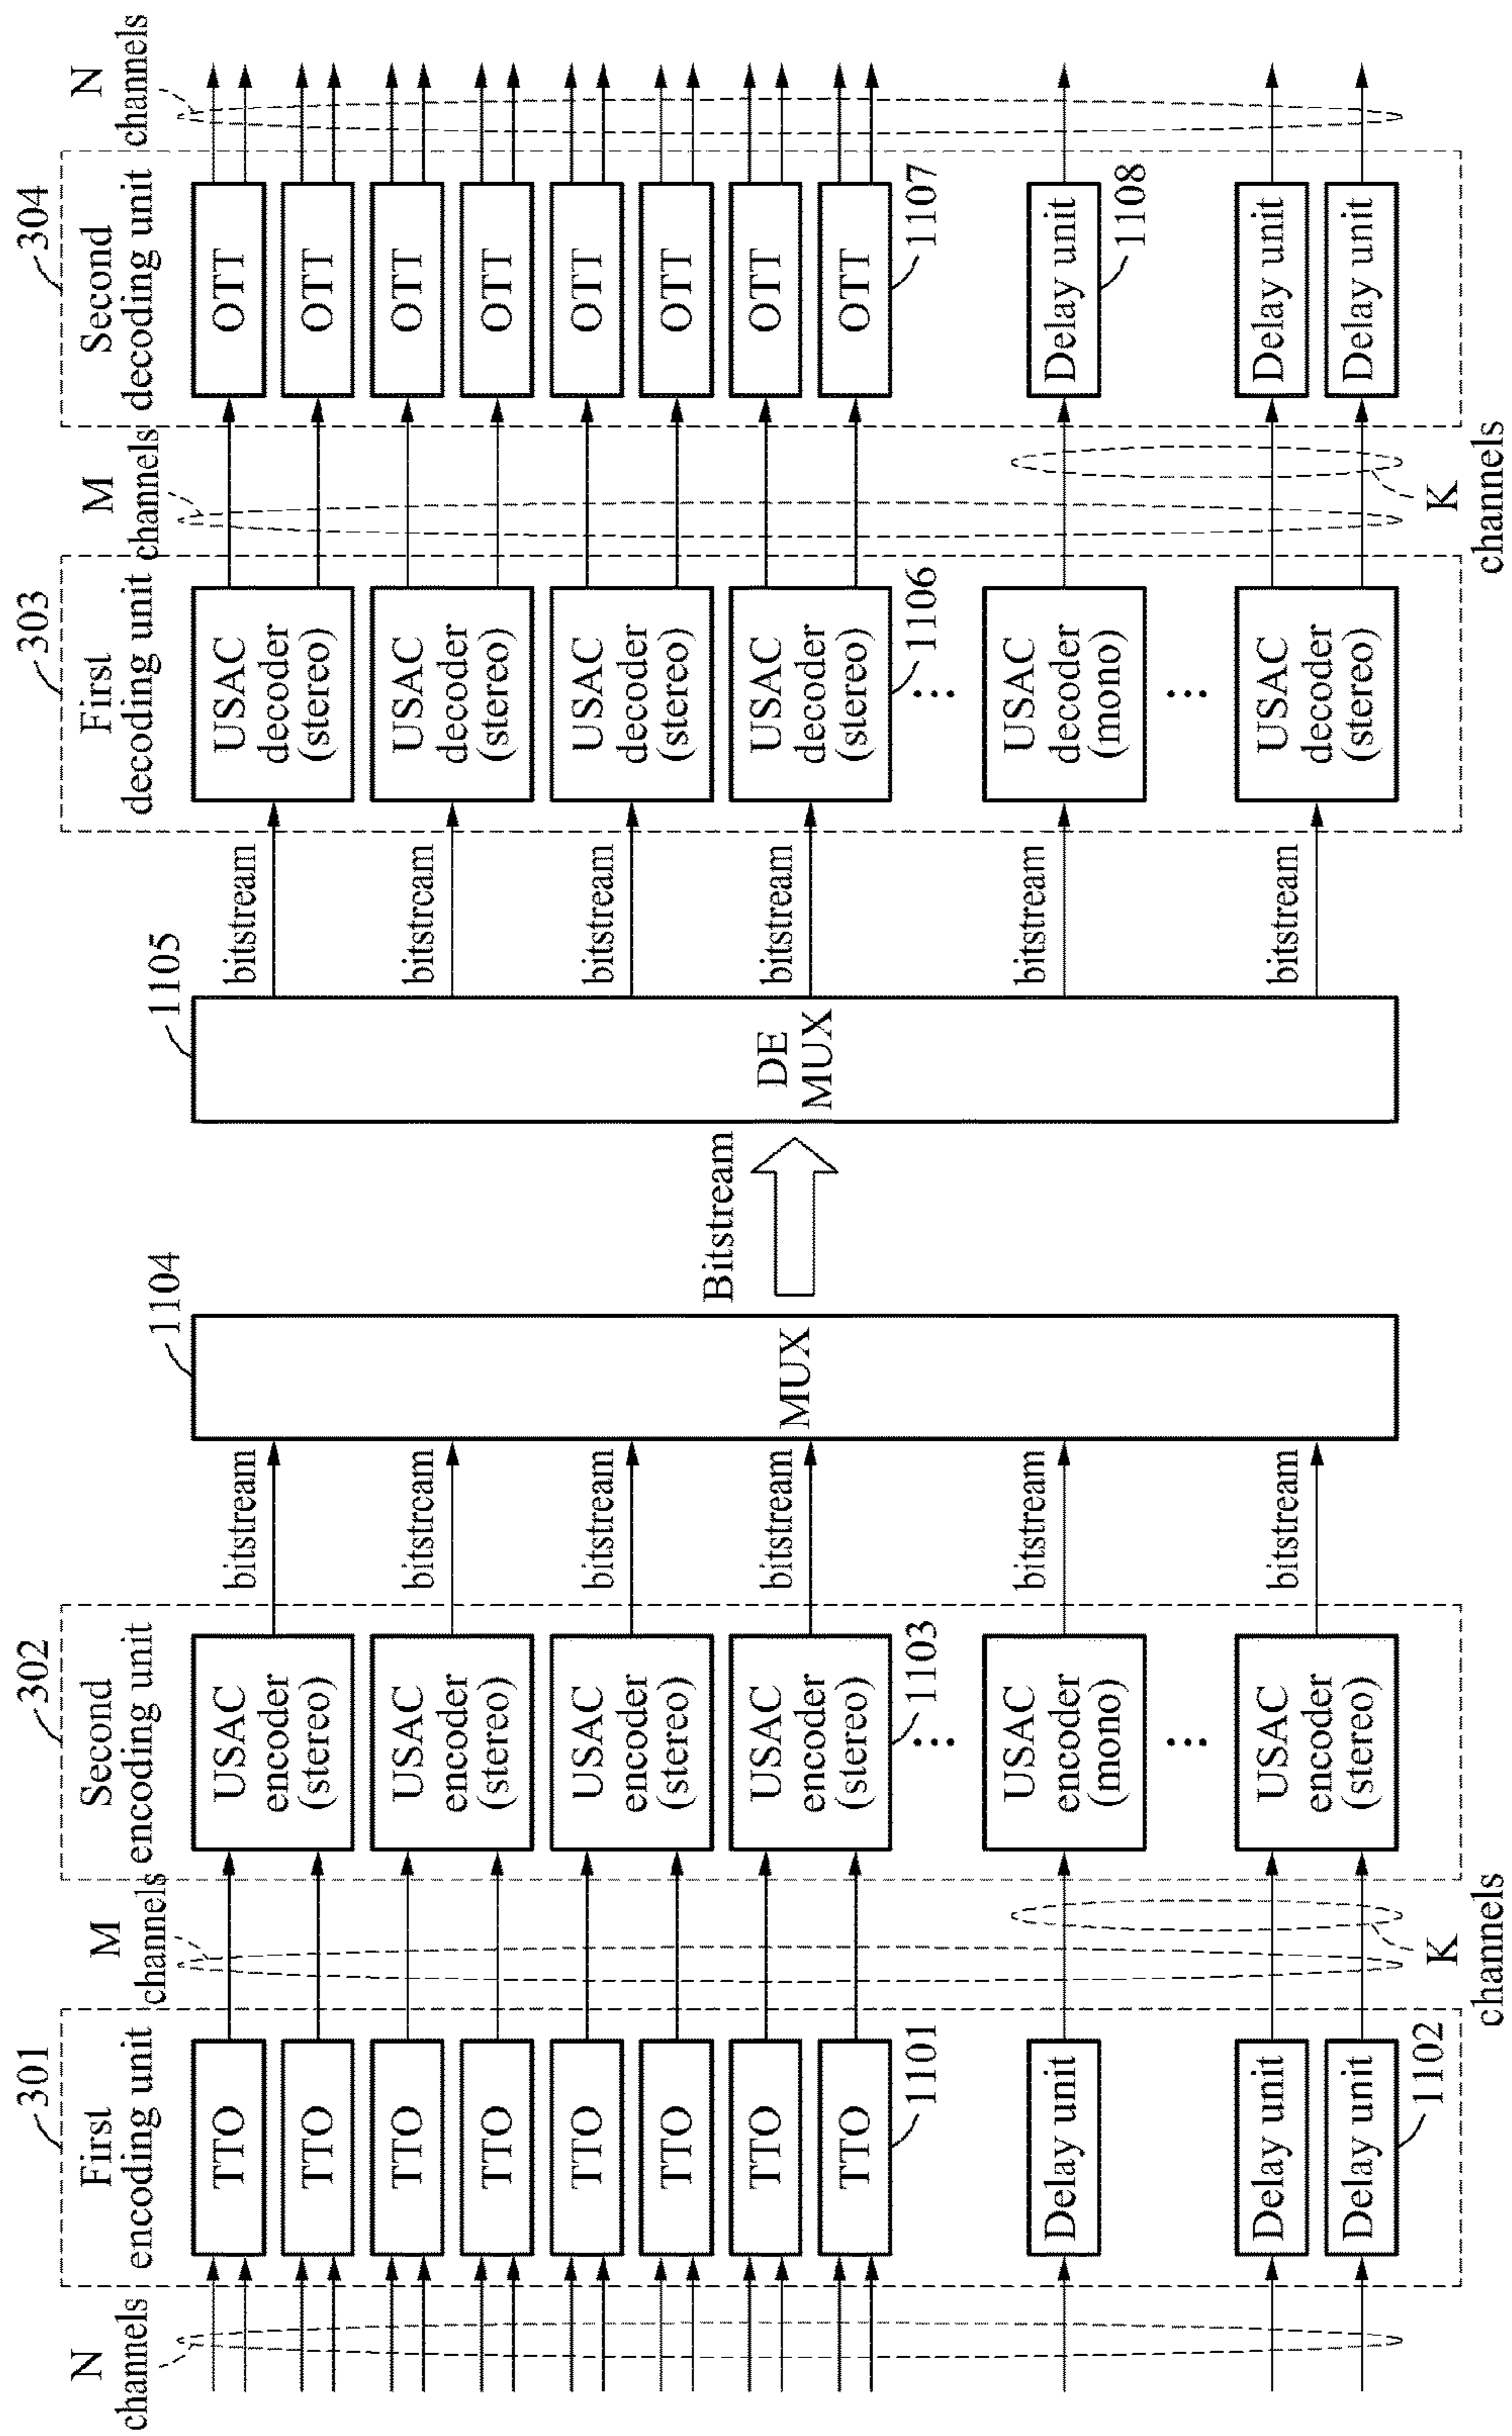 N
channels
301
First
encoding unit
TTO
TTO
TTO
TTO
TTO
TTO
TTO
TTO
1101
Delay unit
Delay unit
Delay unit
1102
M
channels
K
channels
302
Second
encoding unit
USAC
encoder
(stereo)
USAC
encoder
(stereo)
USAC
encoder
(stereo)
USAC
encoder
(stereo)
1103
⋮
USAC
encoder
(mono)
⋮
USAC
encoder
(stereo)
bitstream
bitstream
bitstream
bitstream
bitstream
bitstream
1104
MUX
Bitstream
1105
DE
MUX
bitstream
bitstream
bitstream
bitstream
bitstream
bitstream
303
First
decoding unit
USAC
decoder
(stereo)
USAC
decoder
(stereo)
USAC
decoder
(stereo)
USAC
decoder
(stereo)
1106
⋮
USAC
decoder
(mono)
⋮
USAC
decoder
(stereo)
M
channels
K
channels
304
Second
decoding unit
OTT
OTT
OTT
OTT
OTT
OTT
OTT
OTT
1107
Delay unit
1108
Delay unit
Delay unit
N
channels